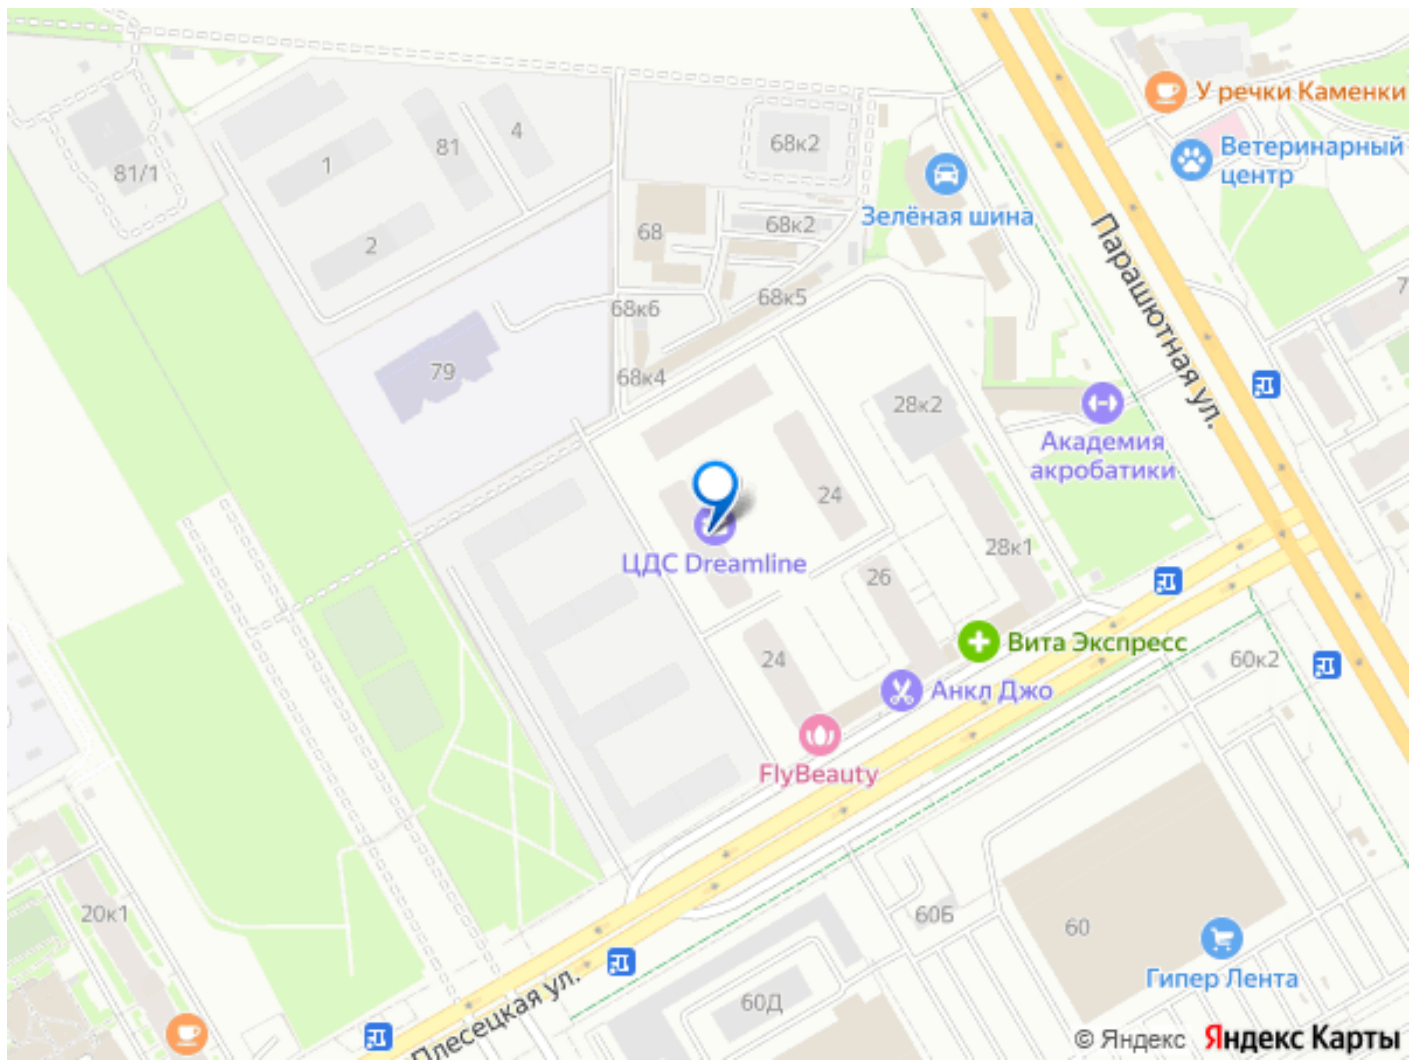 У речки Каменки
Ветеринарный
центр
4
81
1
81/1
68к2
Зелёная шина
68
68к2
2
Парашютная ул.
7
68к5
68к6
79
68к4
28к2
Академия
акробатики
24
28к1
ЦДС Dreamline
26
Вита Экспресс
24
60к2
Анкл Джо
FlyBeauty
20к1
60Б
60
Гипер Лента
60Д
Плесецкая ул.
© Яндекс Яндекс Карты